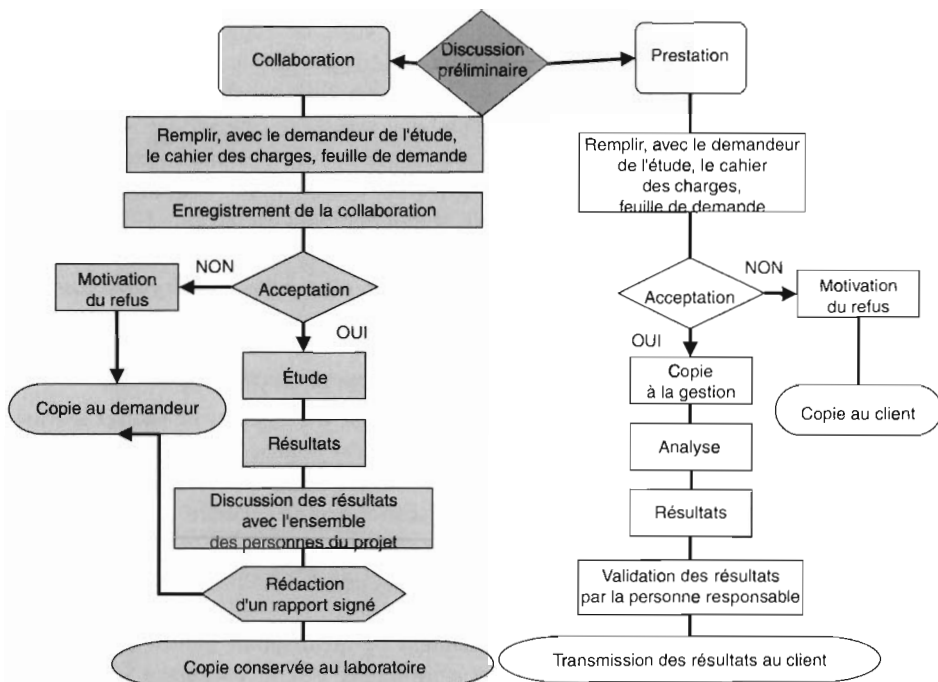 Discussion
préliminaire
Collaboration
Prestation
Remplir, avec le demandeur de l'étude,
le cahier des charges, feuille de demande
Enregistrement de la collaboration
NON
Motivation
du refus
Acceptation
OUI
Copie au demandeur
Étude
Résultats
Discussion des résultats
avec l'ensemble
des personnes du projet
Rédaction
d'un rapport signé
Copie conservée au laboratoire
Remplir, avec le demandeur
de l'étude, le cahier
des charges,
feuille de demande
Acceptation
NON
Motivation
du refus
OUI
Copie
à la gestion
Copie au client
Analyse
Résultats
Validation des résultats
par la personne responsable
Transmission des résultats au client